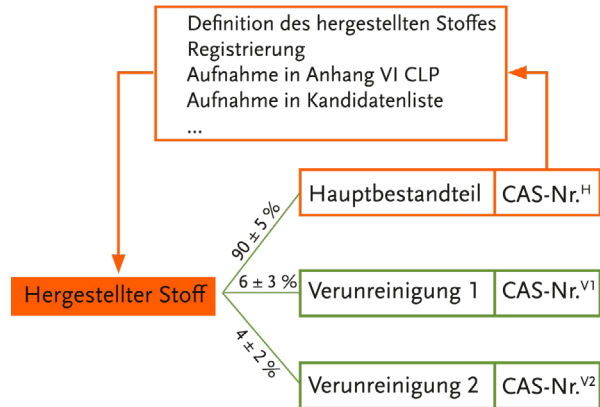 Definition des hergestellten Stoffes
Registrierung
Aufnahme in Anhang VI CLP
Aufnahme in Kandidatenliste
...
Hauptbestandteil CAS-Nr.ᴴ
90 ± 5 %
Hergestellter Stoff
6 ± 3 %
Verunreinigung 1 CAS-Nr.ⱽ¹
4 ± 2 %
Verunreinigung 2 CAS-Nr.ⱽ²